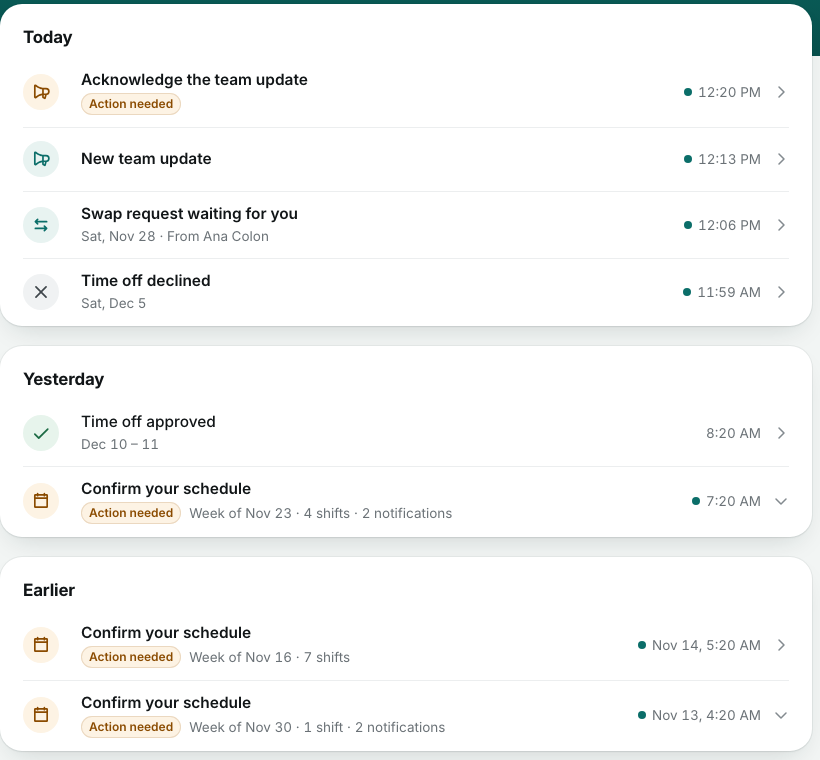 Today
Acknowledge the team update
Action needed
12:20 PM
New team update
12:13 PM
Swap request waiting for you
Sat, Nov 28 · From Ana Colon
12:06 PM
Time off declined
Sat, Dec 5
11:59 AM
Yesterday
Time off approved
Dec 10 – 11
8:20 AM
Confirm your schedule
Action needed Week of Nov 23 · 4 shifts · 2 notifications
7:20 AM
Earlier
Confirm your schedule
Action needed Week of Nov 16 · 7 shifts
Nov 14, 5:20 AM
Confirm your schedule
Action needed Week of Nov 30 · 1 shift · 2 notifications
Nov 13, 4:20 AM